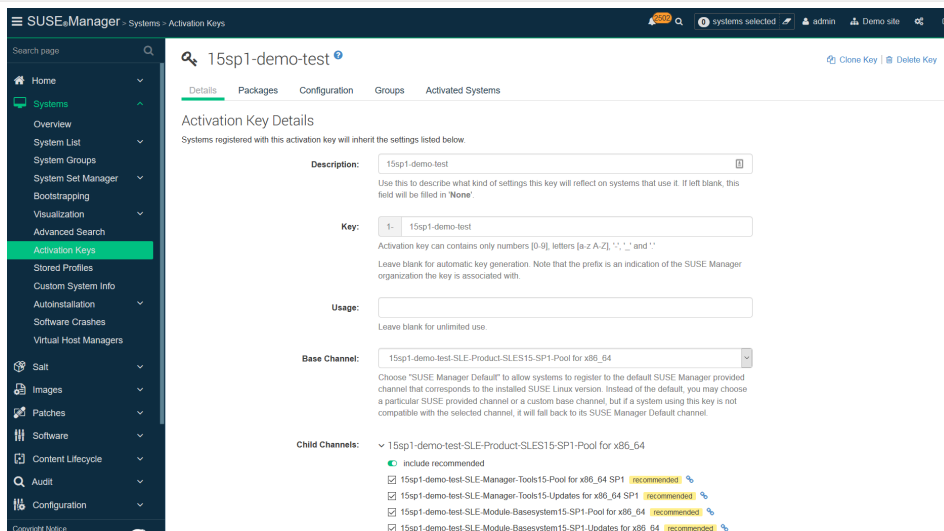 SUSE®Manager > Systems > Activation Keys
2502
0 systems selected
admin
Demo site
Search page
Home
Systems
Overview
System List
System Groups
System Set Manager
Bootstrapping
Visualization
Advanced Search
Activation Keys
Stored Profiles
Custom System Info
Autoinstallation
Software Crashes
Virtual Host Managers
Salt
Images
Patches
Software
Content Lifecycle
Audit
Configuration
Copyright Notice
15sp1-demo-test ?
Clone Key | Delete Key
Details Packages Configuration Groups Activated Systems
Activation Key Details
Systems registered with this activation key will inherit the settings listed below.
Description: 15sp1-demo-test
Use this to describe what kind of settings this key will reflect on systems that use it. If left blank, this
field will be filled in 'None'.
Key: 1- 15sp1-demo-test
Activation key can contains only numbers [0-9], letters [a-z A-Z], '-', '_' and '.'
Leave blank for automatic key generation. Note that the prefix is an indication of the SUSE Manager
organization the key is associated with.
Usage:
Leave blank for unlimited use.
Base Channel: 15sp1-demo-test-SLE-Product-SLES15-SP1-Pool for x86_64
Choose "SUSE Manager Default" to allow systems to register to the default SUSE Manager provided
channel that corresponds to the installed SUSE Linux version. Instead of the default, you may choose
a particular SUSE provided channel or a custom base channel, but if a system using this key is not
compatible with the selected channel, it will fall back to its SUSE Manager Default channel.
Child Channels: 15sp1-demo-test-SLE-Product-SLES15-SP1-Pool for x86_64
include recommended
15sp1-demo-test-SLE-Manager-Tools15-Pool for x86_64 SP1 recommended
15sp1-demo-test-SLE-Manager-Tools15-Updates for x86_64 SP1 recommended
15sp1-demo-test-SLE-Module-Basesystem15-SP1-Pool for x86_64 recommended
15sp1-demo-test-SLE-Module-Basesystem15-SP1-Updates for x86_64 recommended